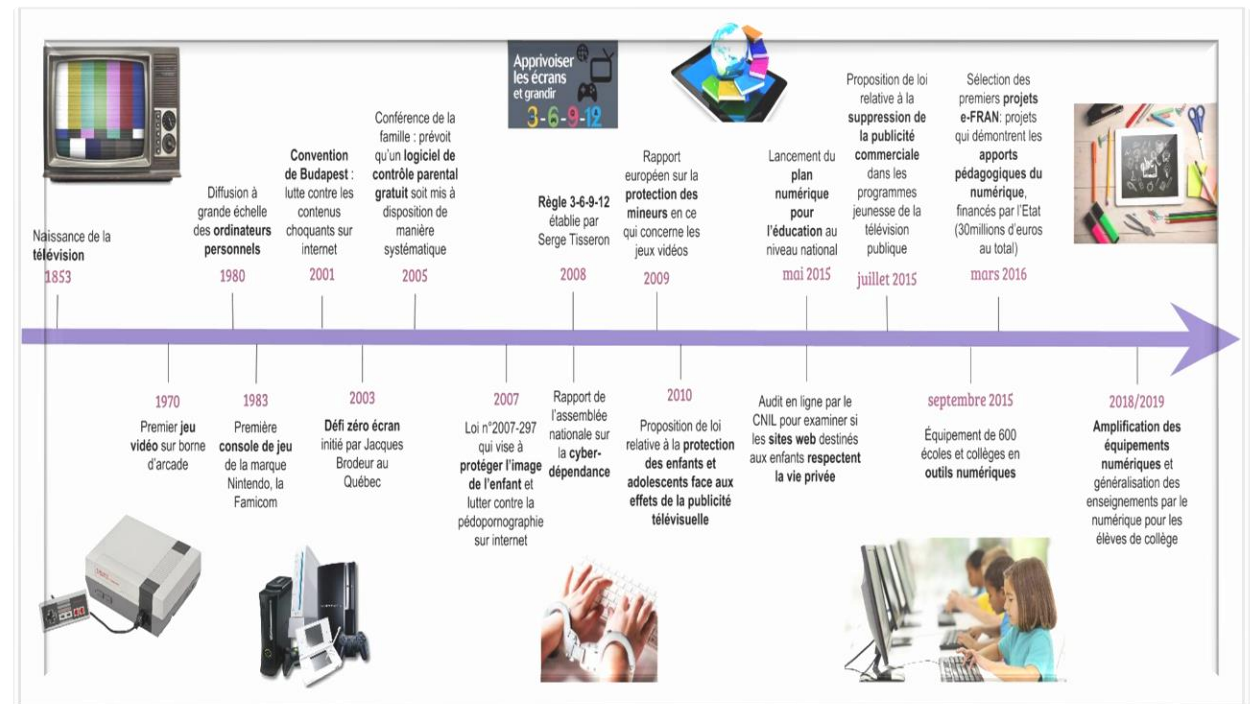 Apprivoiser
les écrans
et grandir
3-6-9-12
Naissance de la
télévision
1853
Diffusion à
grande échelle
des ordinateurs
personnels
1980
Convention
de Budapest :
lutte contre les
contenus
choquants sur
internet
2001
Conférence de la
famille : prévoit
qu'un logiciel de
contrôle parental
gratuit soit mis à
disposition de
manière
systématique
2005
Règle 3-6-9-12
établie par
Serge Tisseron
2008
Rapport
européen sur la
protection des
mineurs en ce
qui concerne les
jeux vidéos
2009
Lancement du
plan
numérique
pour
l'éducation au
niveau national
mai 2015
Proposition de loi
relative à la
suppression de
la publicité
commerciale
dans les
programmes
jeunesse de la
télévision
publique
juillet 2015
Sélection des
premiers projets
e-FRAN: projets
qui démontrent les
apports
pédagogiques du
numérique,
financés par l'Etat
(30millions d'euros
au total)
mars 2016
1970
Premier jeu
vidéo sur borne
d'arcade
1983
Première
console de jeu
de la marque
Nintendo, la
Famicom
2003
Défi zéro écran
initié par Jacques
Brodeur au
Québec
2007
Loi n°2007-297
qui vise à
protéger l'image
de l'enfant et
lutter contre la
pédopornographie
sur internet
Rapport de
l'assemblée
nationale sur
la cyber-
dépendance
2010
Proposition de loi
relative à la protection
des enfants et
adolescents face aux
effets de la publicité
télévisuelle
Audit en ligne par le
CNIL pour examiner si
les sites web destinés
aux enfants respectent
la vie privée
septembre 2015
Équipement de 600
écoles et collèges en
outils numériques
2018/2019
Amplification des
équipements
numériques et
généralisation des
enseignements par le
numérique pour les
élèves de collège